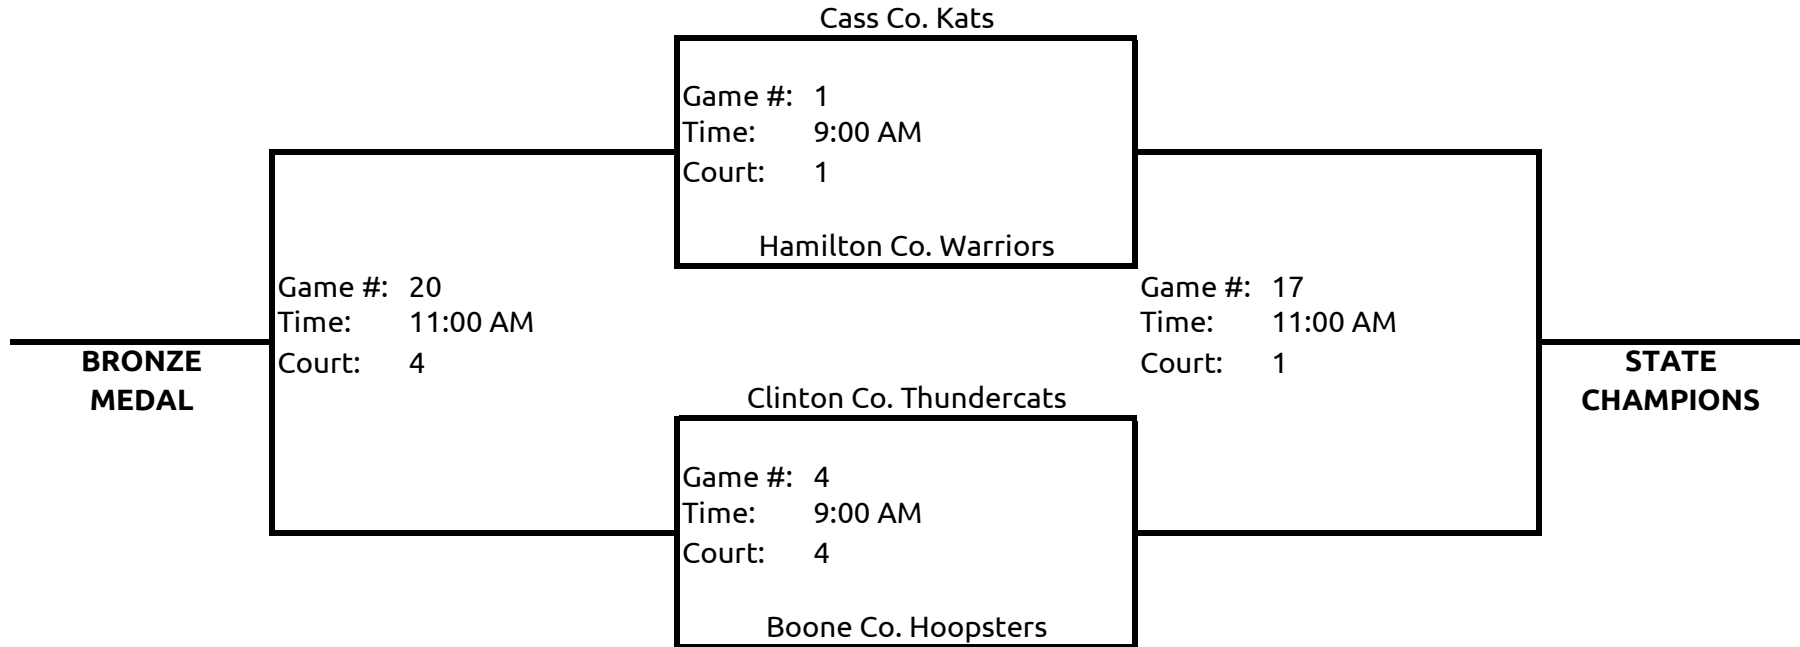 Cass Co. Kats
Game #: 1
Time: 9:00 AM
Court: 1
Hamilton Co. Warriors
Game #: 20
Time: 11:00 AM
Court: 4
BRONZE
MEDAL
Game #: 17
Time: 11:00 AM
Court: 1
STATE
CHAMPIONS
Clinton Co. Thundercats
Game #: 4
Time: 9:00 AM
Court: 4
Boone Co. Hoopsters